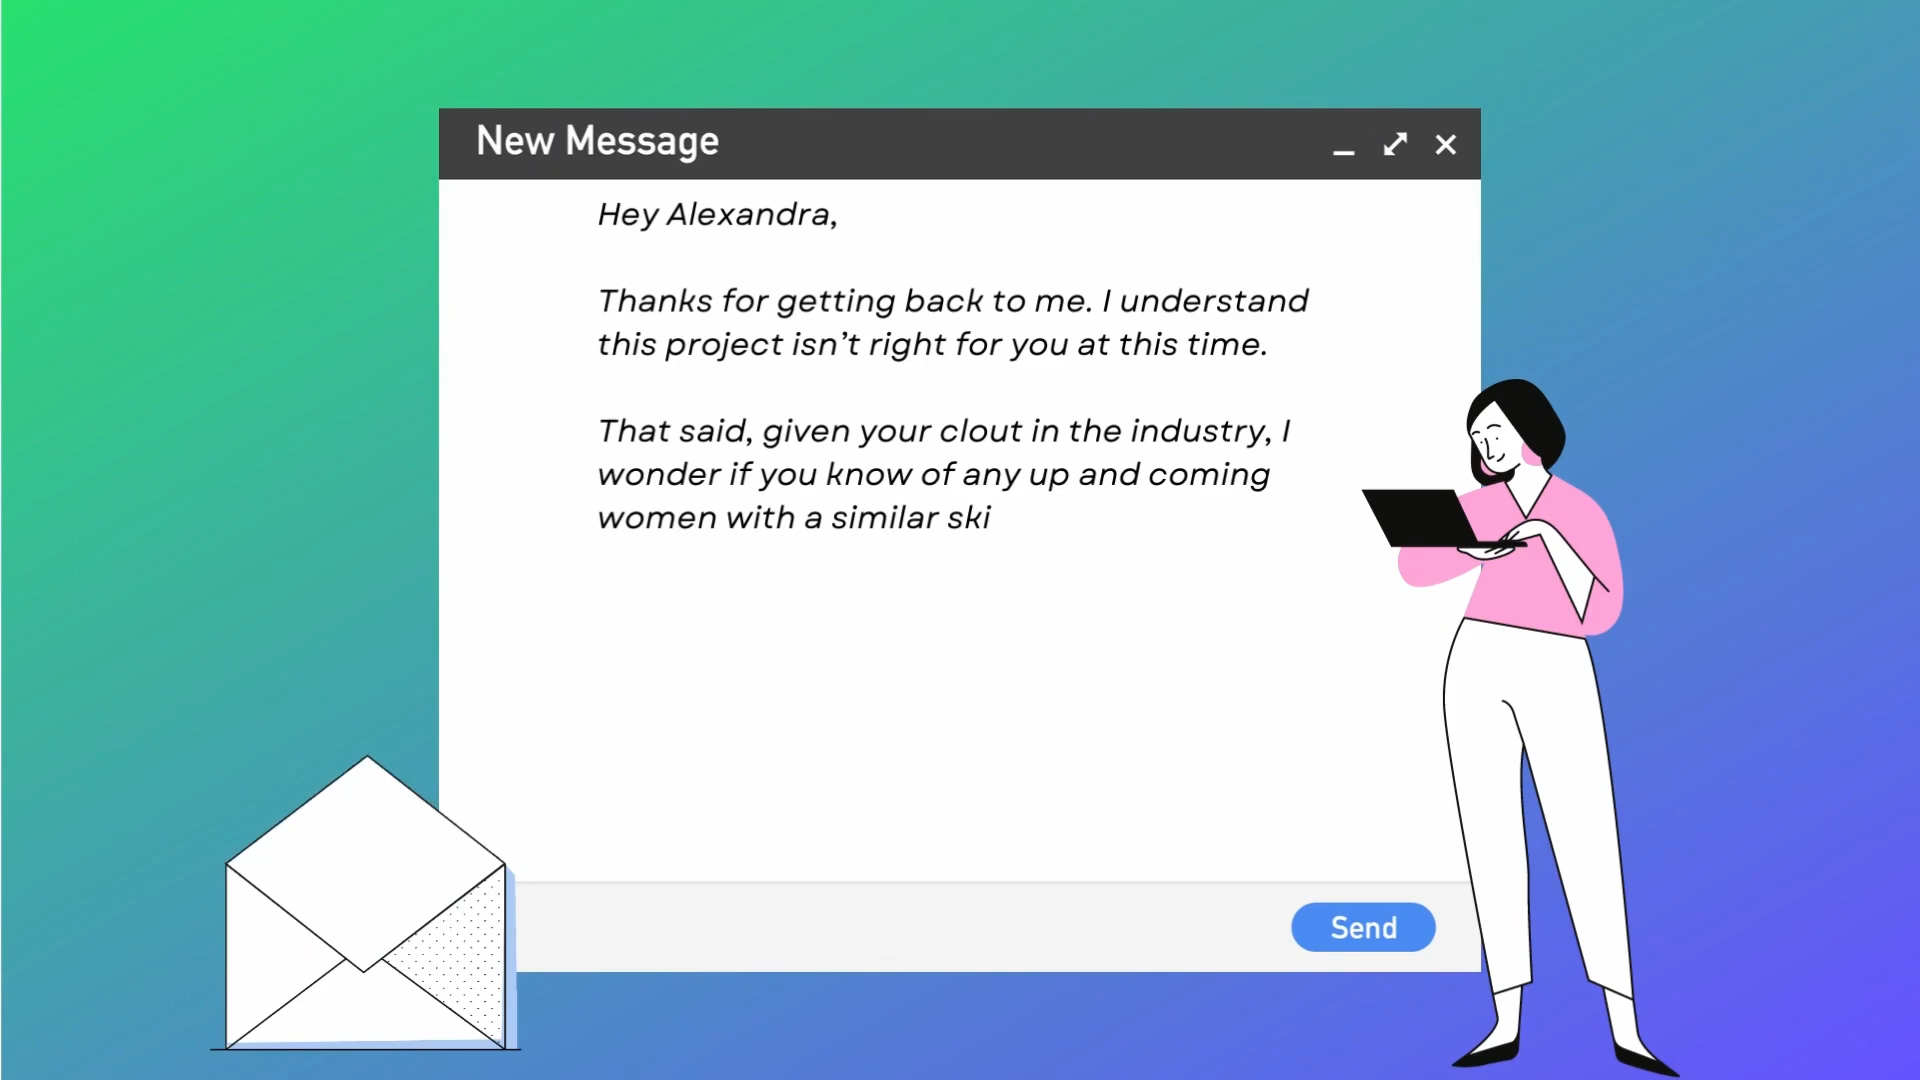 New Message
Hey Alexandra,
Thanks for getting back to me. I understand
this project isn’t right for you at this time.
That said, given your clout in the industry, I
wonder if you know of any up and coming
women with a similar ski
Send